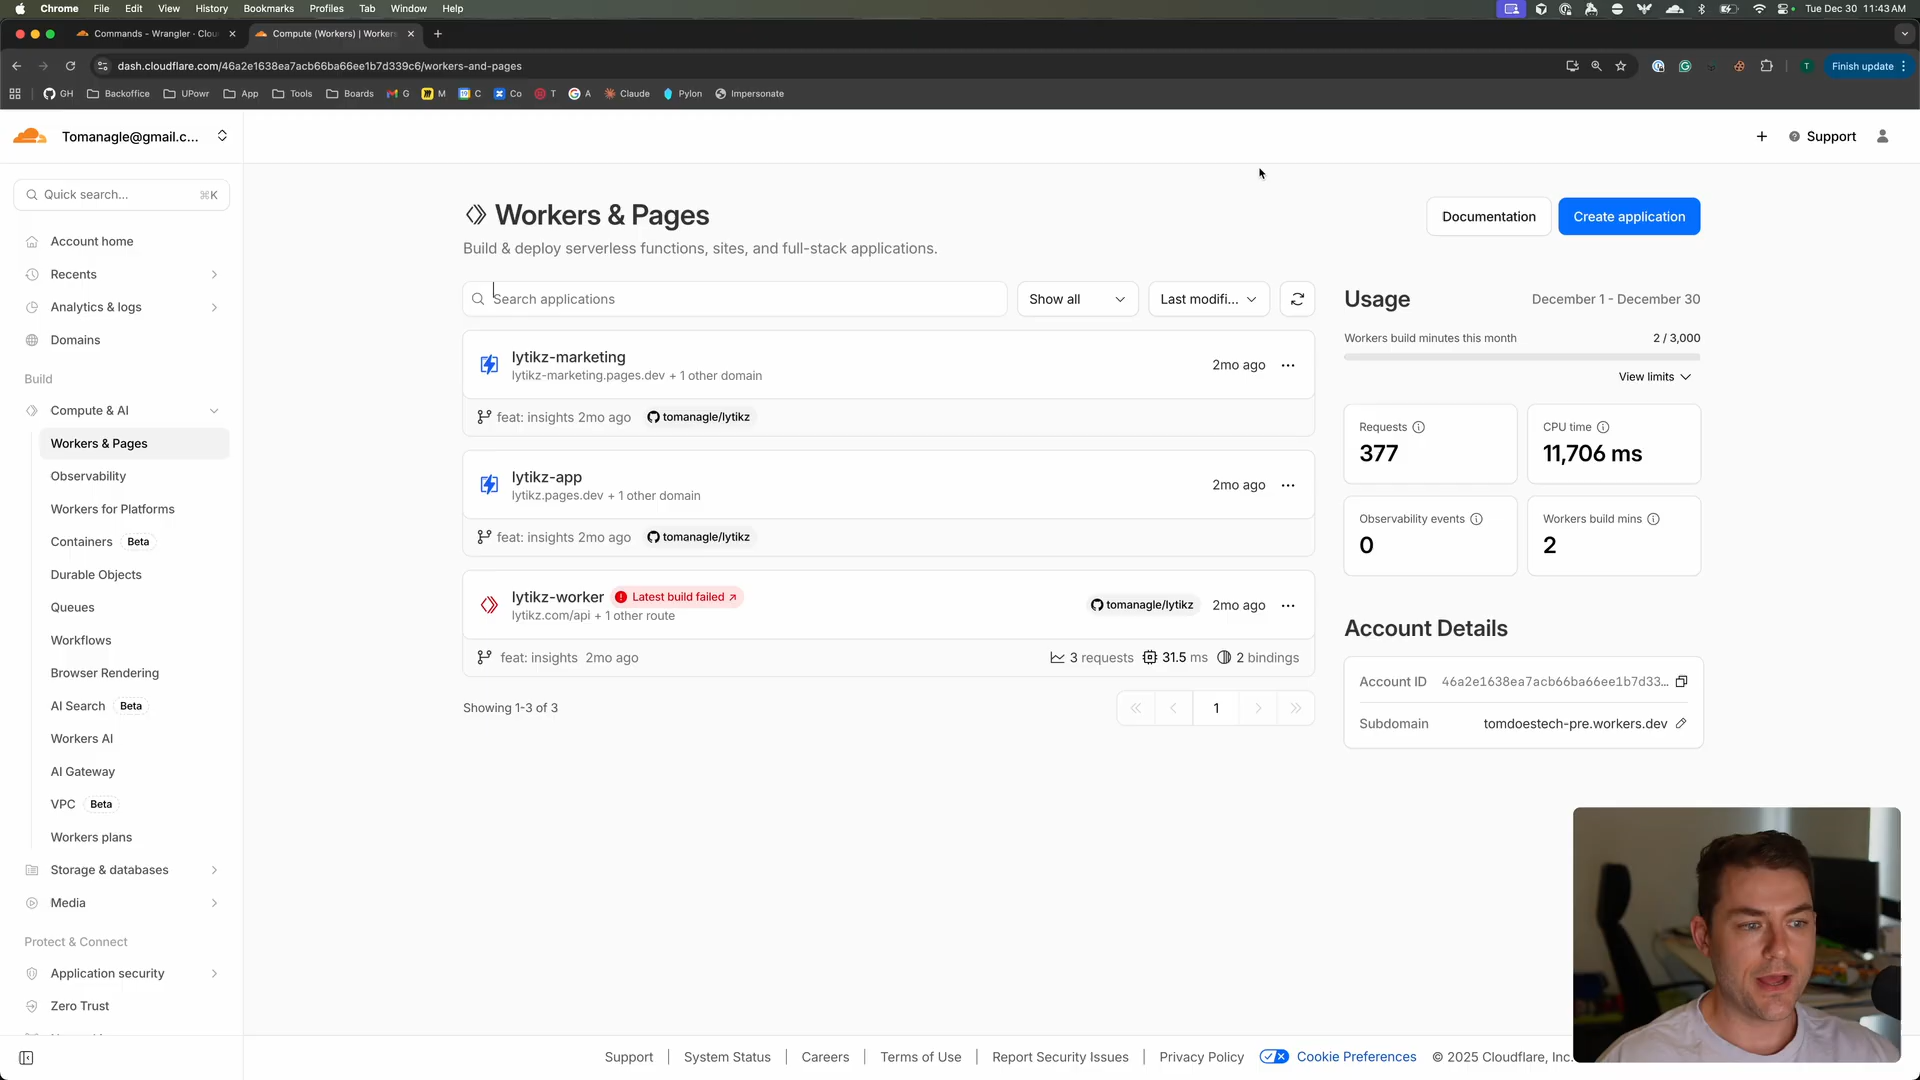 Chrome File Edit View History Bookmarks Profiles Tab Window Help
Tue Dec 30 11:43 AM
Commands - Wrangler · Clou
Compute (Workers) | Workers
dash.cloudflare.com/46a2e1638ea7acb66ba66ee1b7d339c6/workers-and-pages
T
Finish update
GH Backoffice UPowr App Tools Boards G M C Co T A Claude Pylon Impersonate
Tomanagle@gmail.c...
Support
Quick search...
⌘K
Account home
Recents
Analytics & logs
Domains
Build
Compute & AI
Workers & Pages
Observability
Workers for Platforms
Containers Beta
Durable Objects
Queues
Workflows
Browser Rendering
AI Search Beta
Workers AI
AI Gateway
VPC Beta
Workers plans
Storage & databases
Media
Protect & Connect
Application security
Zero Trust
Workers & Pages
Build & deploy serverless functions, sites, and full-stack applications.
Documentation
Create application
Search applications
Show all
Last modifi...
lytikz-marketing
lytikz-marketing.pages.dev + 1 other domain
2mo ago
feat: insights 2mo ago tomanagle/lytikz
lytikz-app
lytikz.pages.dev + 1 other domain
2mo ago
feat: insights 2mo ago tomanagle/lytikz
lytikz-worker Latest build failed
lytikz.com/api + 1 other route
tomanagle/lytikz 2mo ago
feat: insights 2mo ago
3 requests 31.5 ms 2 bindings
Showing 1-3 of 3
1
Usage
December 1 - December 30
Workers build minutes this month
2 / 3,000
View limits
Requests
377
CPU time
11,706 ms
Observability events
0
Workers build mins
2
Account Details
Account ID 46a2e1638ea7acb66ba66ee1b7d33...
Subdomain tomdoestech-pre.workers.dev
Support System Status Careers Terms of Use Report Security Issues Privacy Policy Cookie Preferences © 2025 Cloudflare, Inc.